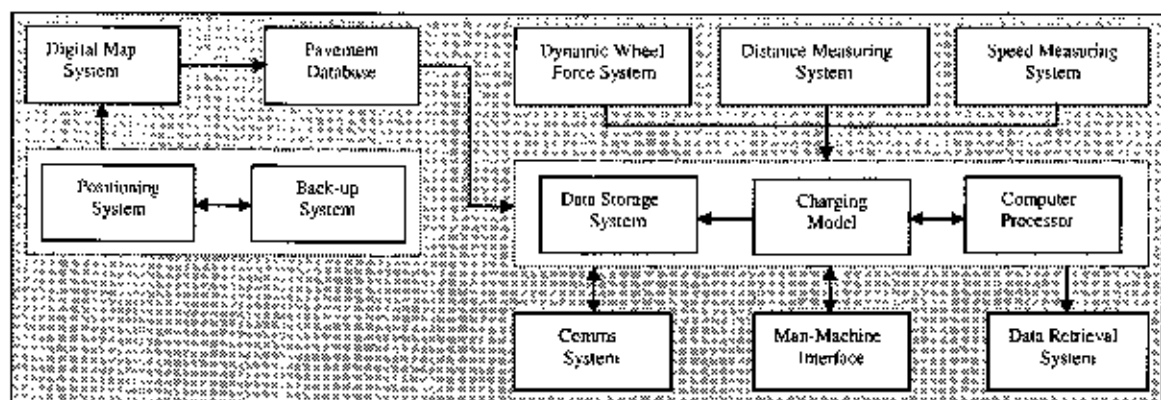 Digital Map
System
Pavement
Database
Dynamic Wheel
Force System
Distance Measuring
System
Speed Measuring
System
Positioning
System
Back-up
System
Data Storage
System
Charging
Model
Computer
Processor
Comms
System
Man-Machine
Interface
Data Retrieval
System